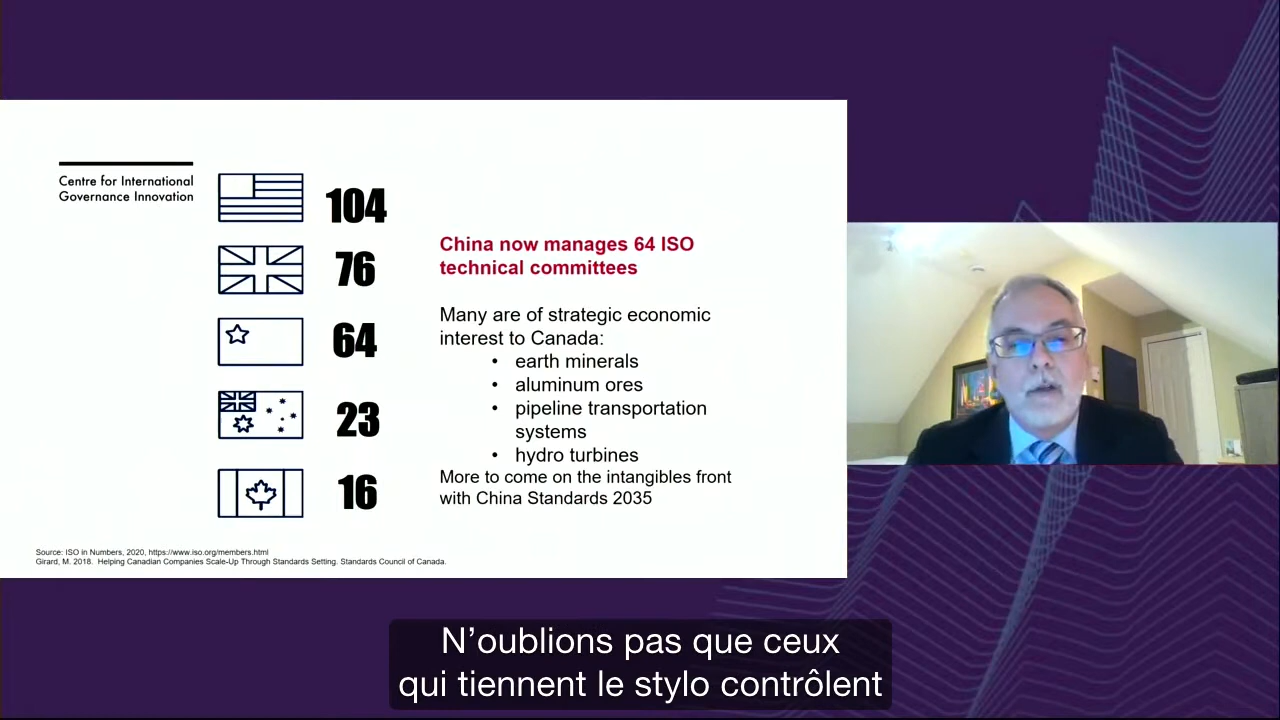 Centre for International
Governance Innovation
104
76
64
23
16
China now manages 64 ISO
technical committees
Many are of strategic economic
interest to Canada:
• earth minerals
• aluminum ores
• pipeline transportation
systems
• hydro turbines
More to come on the intangibles front
with China Standards 2035
Source: ISO in Numbers, 2020, https://www.iso.org/members.html
Girard, M. 2018. Helping Canadian Companies Scale-Up Through Standards Setting. Standards Council of Canada.
N’oublions pas que ceux
qui tiennent le stylo contrôlent